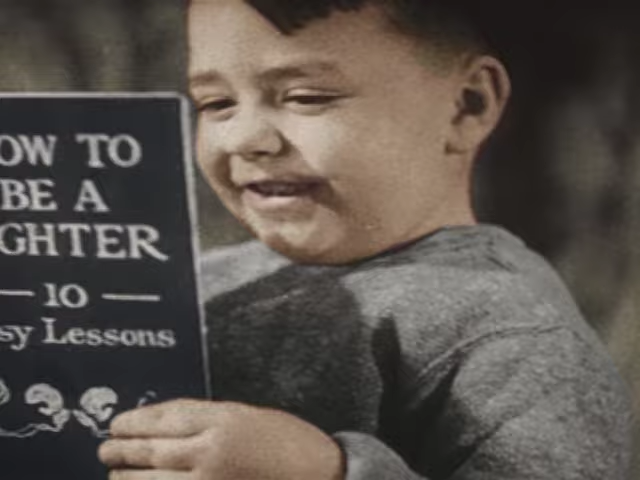 OW TO
BE A
GHTER
— 10 —
sy Lessons